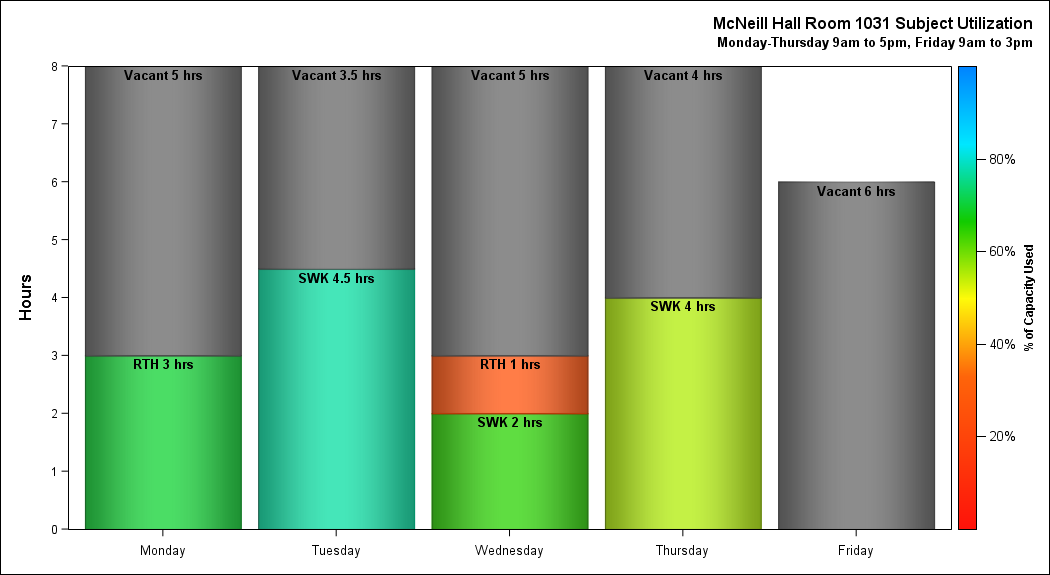 McNeill Hall Room 1031 Subject Utilization
Monday-Thursday 9am to 5pm, Friday 9am to 3pm
Hours
8
7
6
5
4
3
2
1
0
Vacant 5 hrs
RTH 3 hrs
Vacant 3.5 hrs
SWK 4.5 hrs
Vacant 5 hrs
RTH 1 hrs
SWK 2 hrs
Vacant 4 hrs
SWK 4 hrs
Vacant 6 hrs
Monday
Tuesday
Wednesday
Thursday
Friday
80%
60%
40%
20%
% of Capacity Used